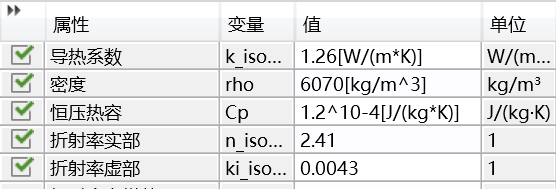 属性 变量 值 单位
导热系数 k_iso... 1.26[W/(m*K)] W/(m...
密度 rho 6070[kg/m^3] kg/m³
恒压热容 Cp 1.2^10-4[J/(kg*K)] J/(kg·K)
折射率实部 n_iso... 2.41 1
折射率虚部 ki_iso... 0.0043 1